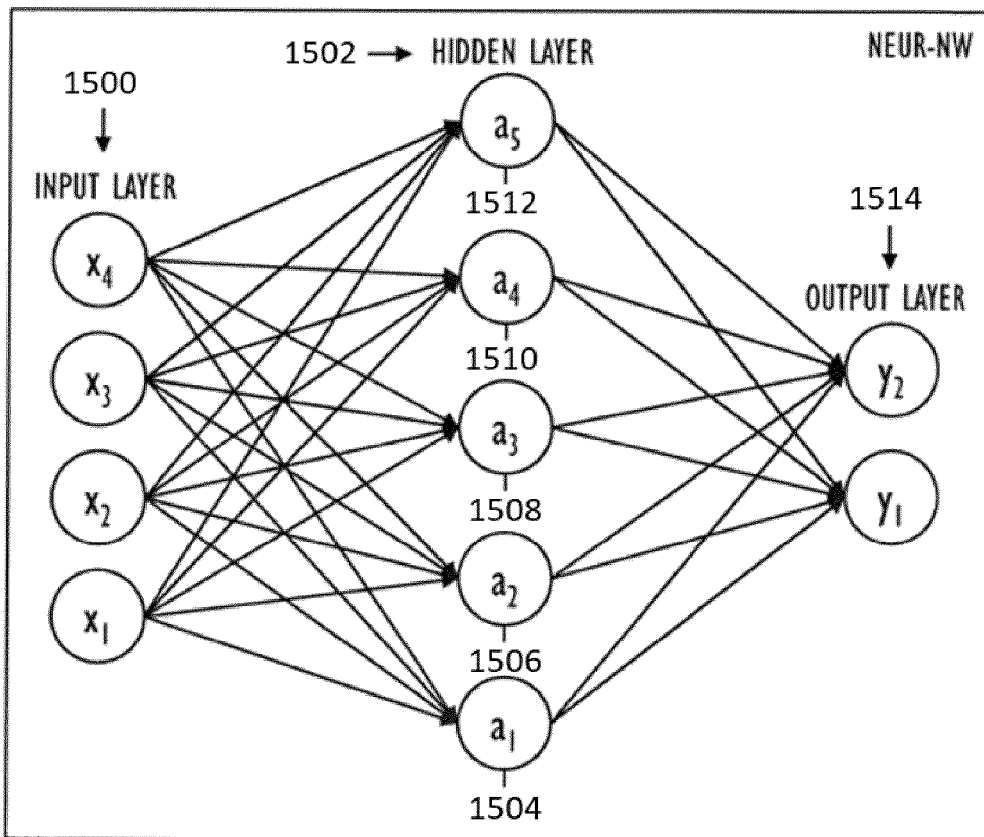 NEUR-NW
1502 → HIDDEN LAYER
1500
INPUT LAYER
x₄
x₃
x₂
x₁
a₅
1512
a₄
1510
a₃
1508
a₂
1506
a₁
1504
1514
OUTPUT LAYER
y₂
y₁